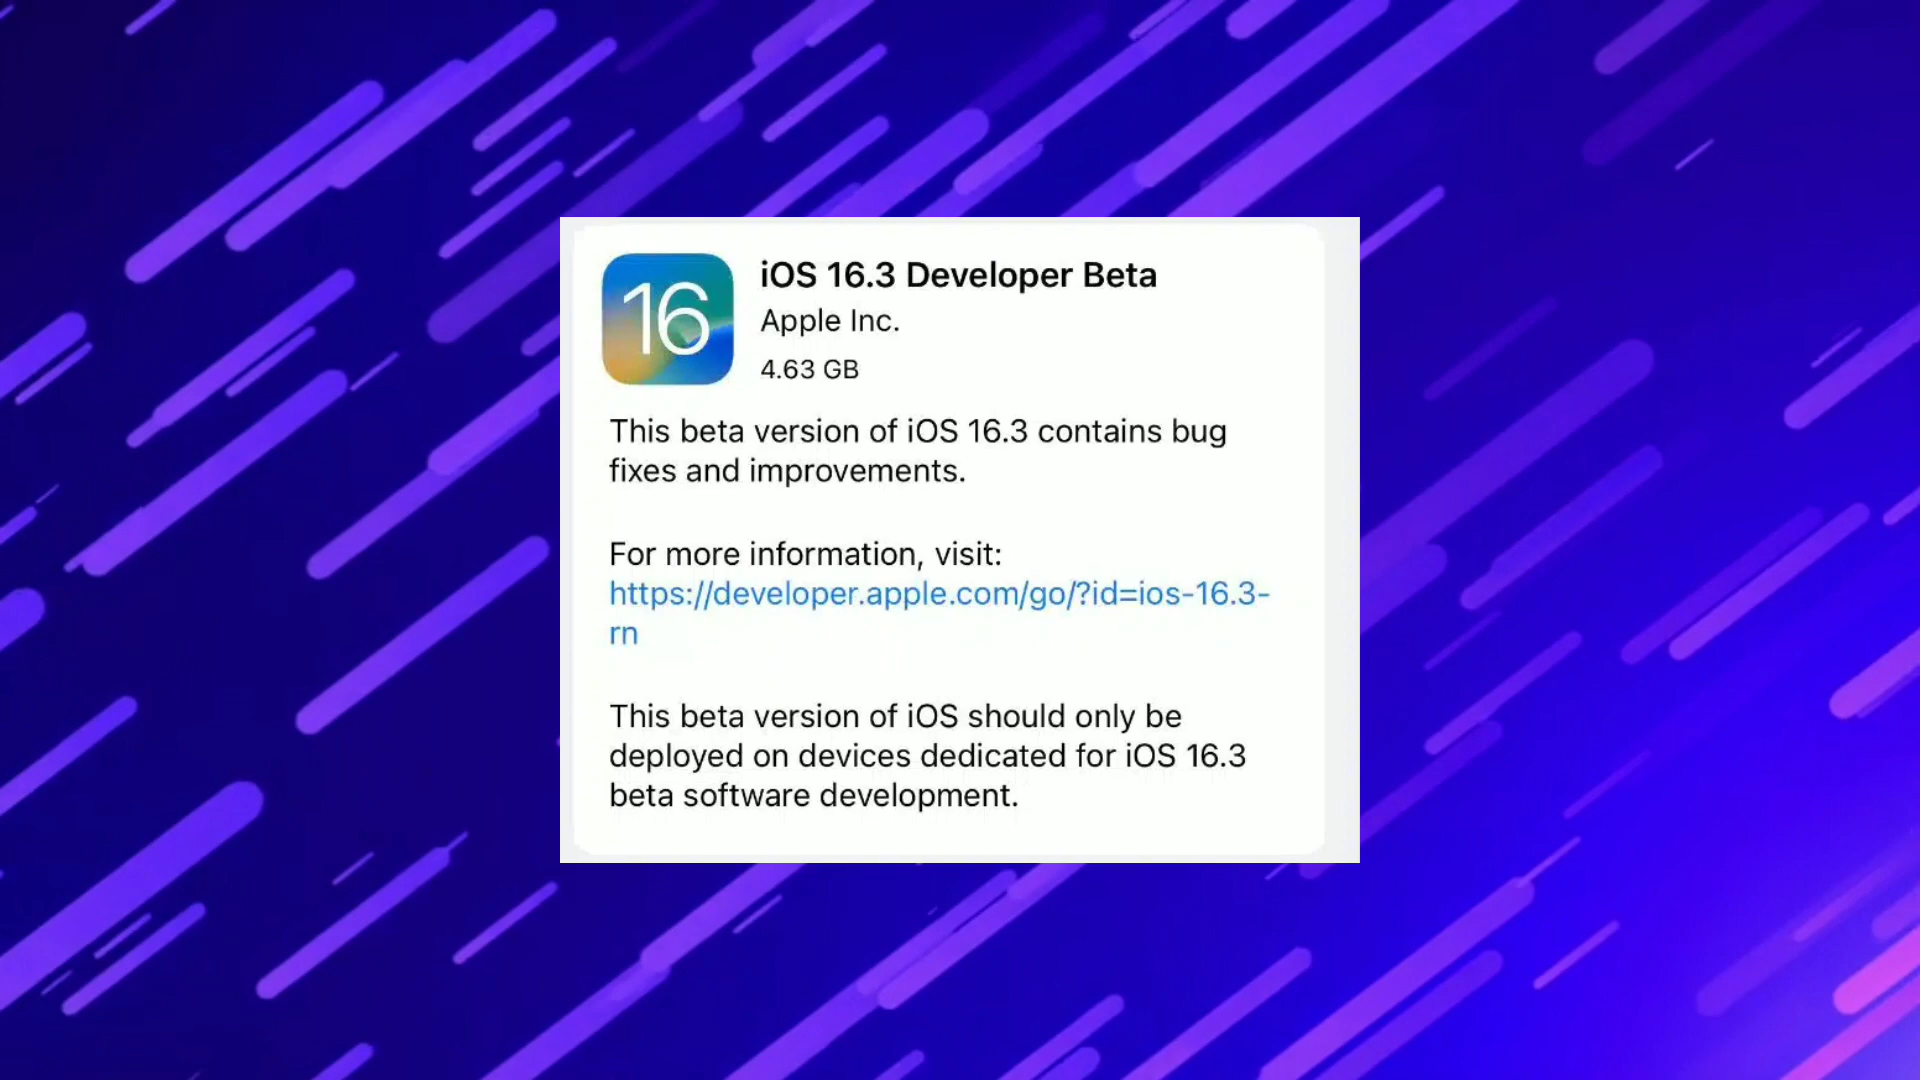 16
iOS 16.3 Developer Beta
Apple Inc.
4.63 GB
This beta version of iOS 16.3 contains bug
fixes and improvements.
For more information, visit:
https://developer.apple.com/go/?id=ios-16.3-
rn
This beta version of iOS should only be
deployed on devices dedicated for iOS 16.3
beta software development.